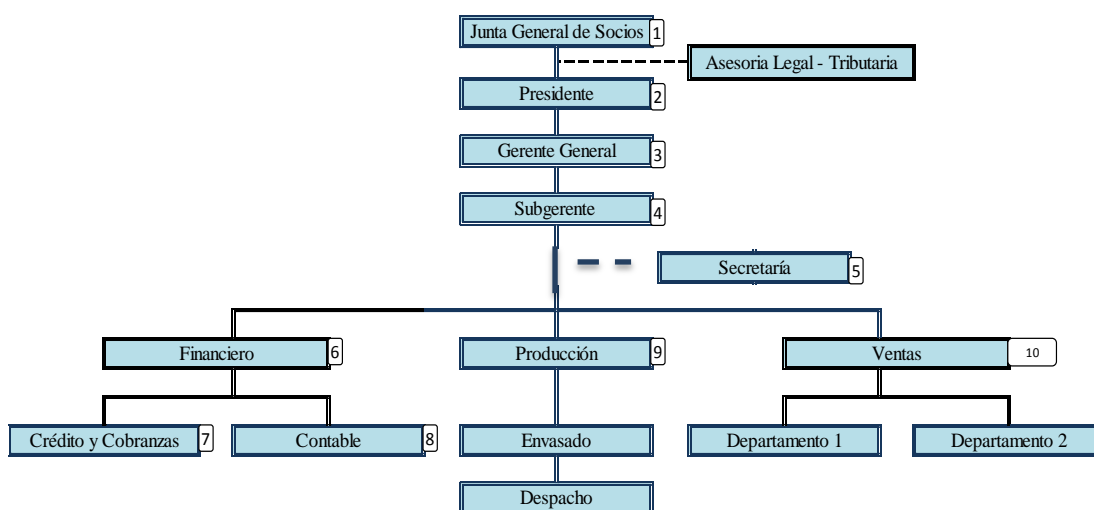 Junta General de Socios 1
Asesoria Legal - Tributaria
Presidente 2
Gerente General 3
Subgerente 4
Secretaría 5
Financiero 6
Producción 9
Ventas 10
Crédito y Cobranzas 7
Contable 8
Envasado
Departamento 1
Departamento 2
Despacho